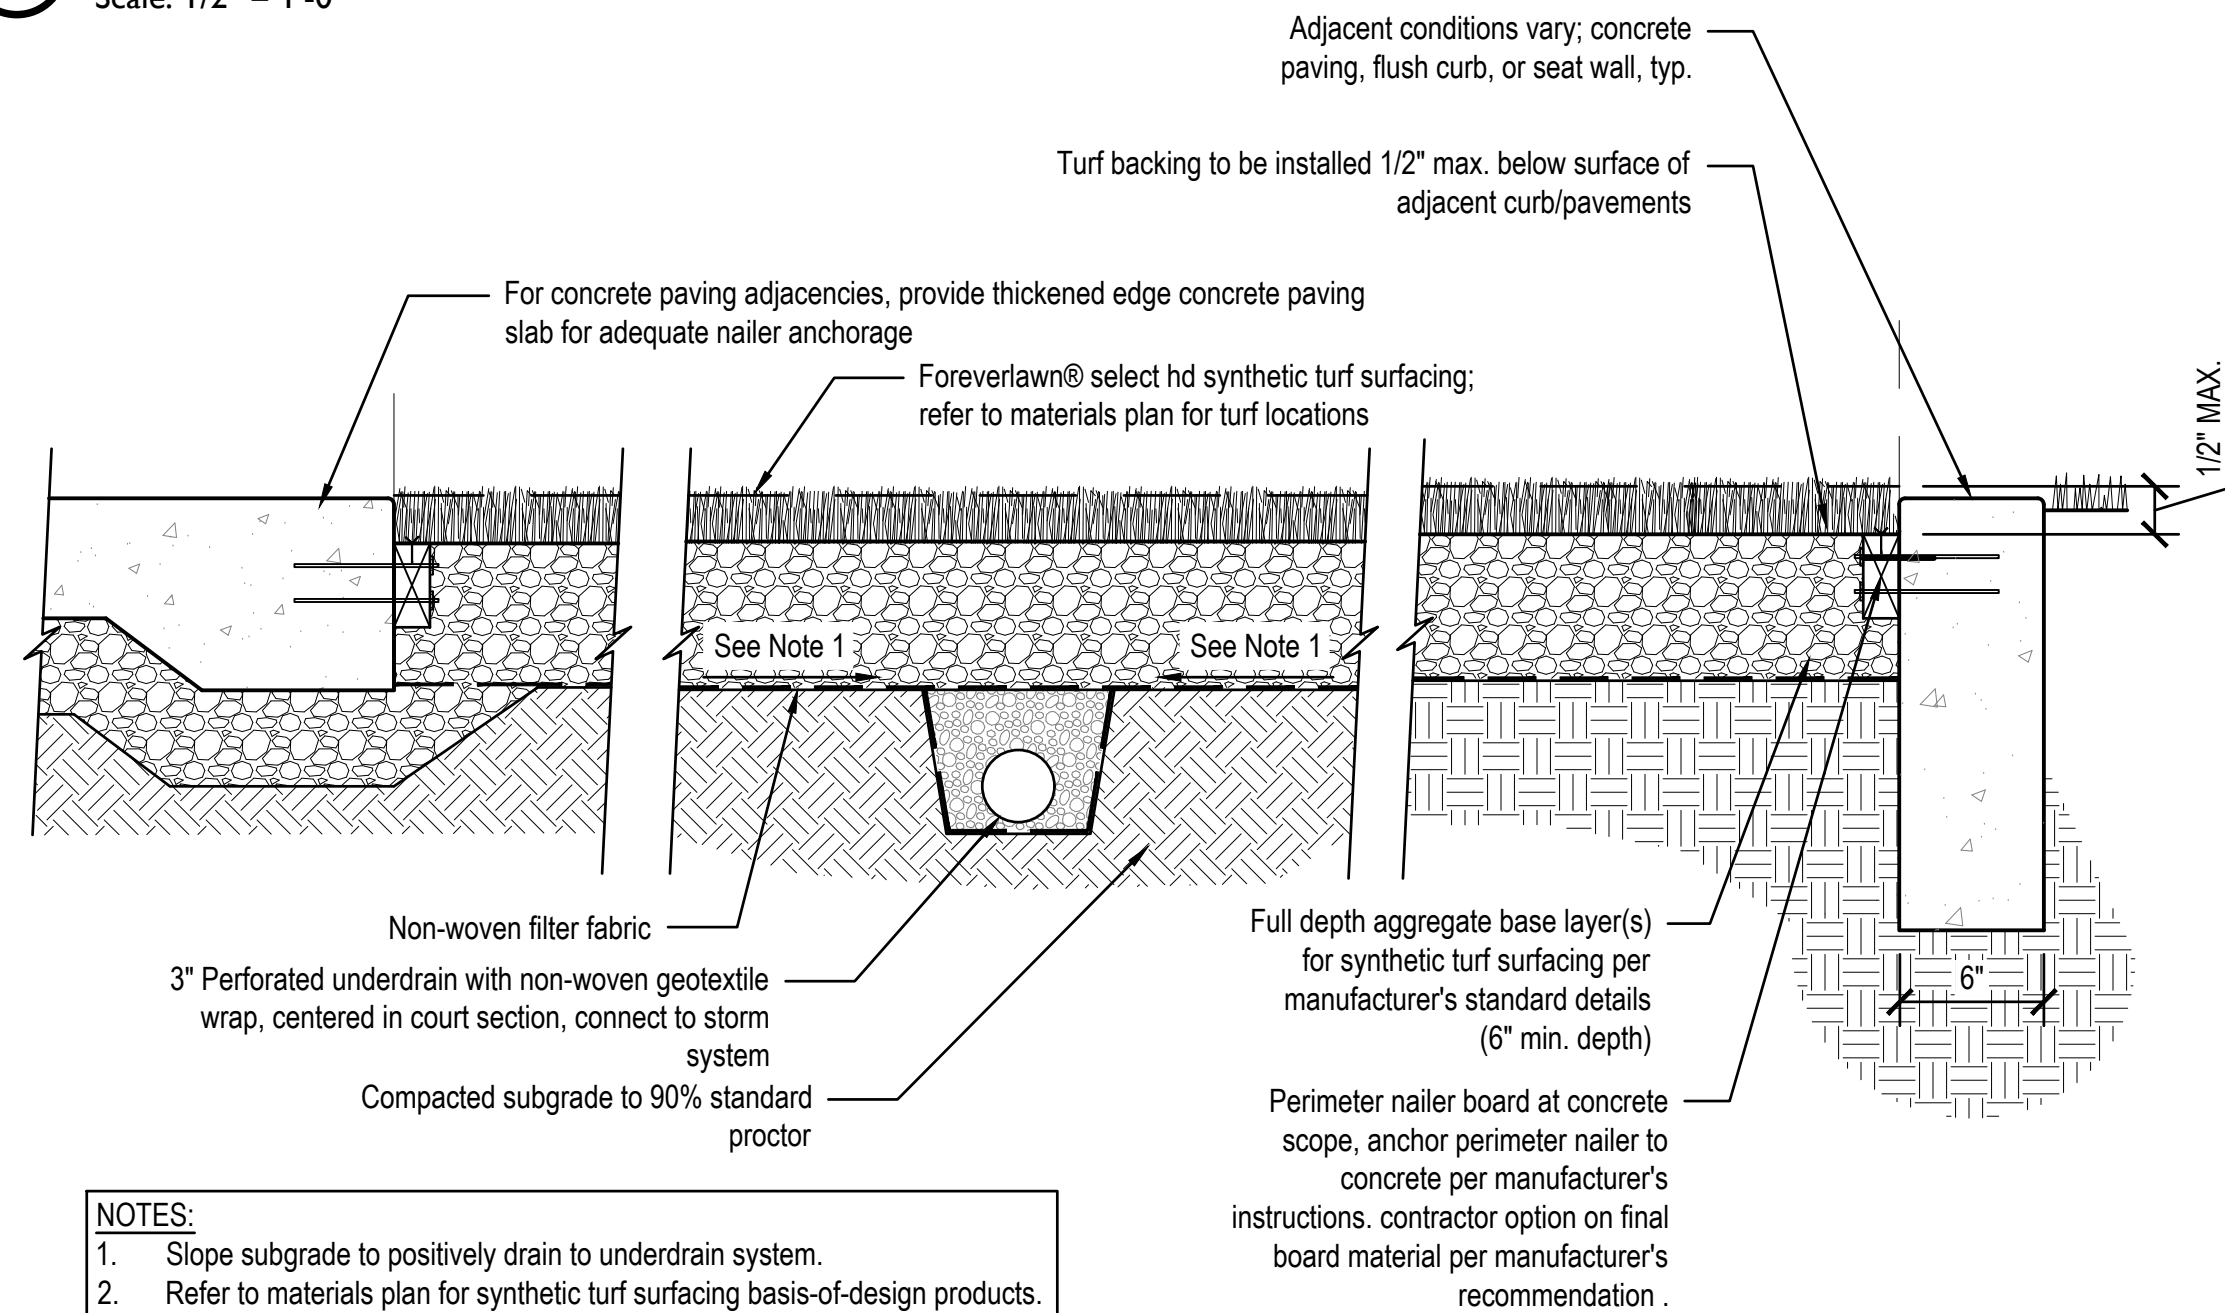 Scale: 1/2" = 1'-0"
Adjacent conditions vary; concrete
paving, flush curb, or seat wall, typ.
Turf backing to be installed 1/2" max. below surface of
adjacent curb/pavements
For concrete paving adjacencies, provide thickened edge concrete paving
slab for adequate nailer anchorage
Foreverlawn® select hd synthetic turf surfacing;
refer to materials plan for turf locations
1/2" MAX.
See Note 1
See Note 1
Non-woven filter fabric
3" Perforated underdrain with non-woven geotextile
wrap, centered in court section, connect to storm
system
Compacted subgrade to 90% standard
proctor
Full depth aggregate base layer(s)
for synthetic turf surfacing per
manufacturer's standard details
(6" min. depth)
6"
Perimeter nailer board at concrete
scope, anchor perimeter nailer to
concrete per manufacturer's
instructions. contractor option on final
board material per manufacturer's
recommendation .
NOTES:
1. Slope subgrade to positively drain to underdrain system.
2. Refer to materials plan for synthetic turf surfacing basis-of-design products.